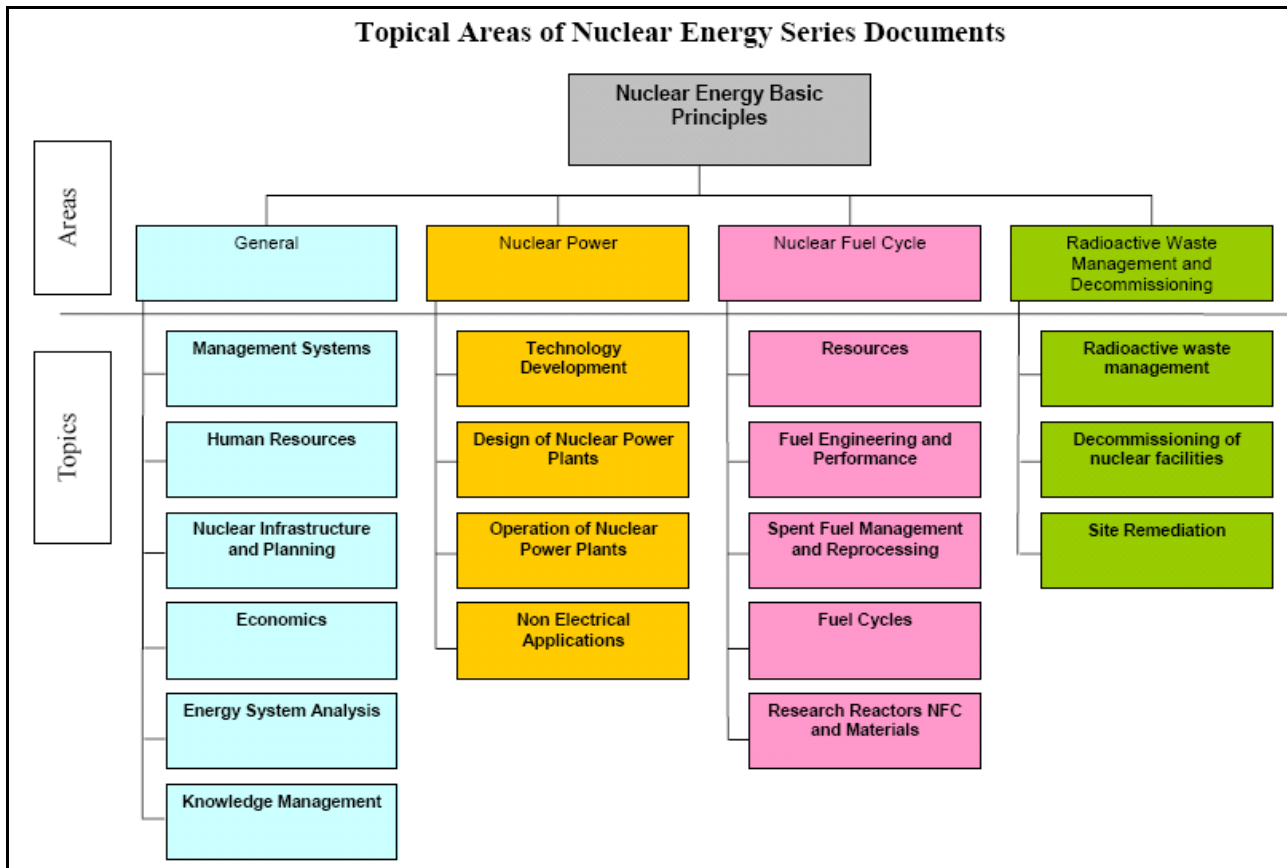 Topical Areas of Nuclear Energy Series Documents
Nuclear Energy Basic
Principles
Areas
General
Nuclear Power
Nuclear Fuel Cycle
Radioactive Waste
Management and
Decommissioning
Topics
Management Systems
Human Resources
Nuclear Infrastructure
and Planning
Economics
Energy System Analysis
Knowledge Management
Technology
Development
Design of Nuclear Power
Plants
Operation of Nuclear
Power Plants
Non Electrical
Applications
Resources
Fuel Engineering and
Performance
Spent Fuel Management
and Reprocessing
Fuel Cycles
Research Reactors NFC
and Materials
Radioactive waste
management
Decommissioning of
nuclear facilities
Site Remediation